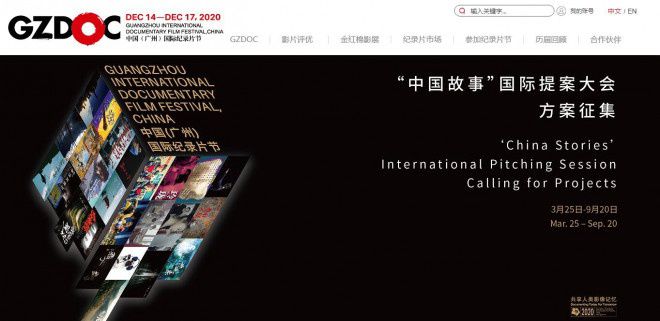 GZDOC
DEC 14—DEC 17, 2020
GUANGZHOU INTERNATIONAL
DOCUMENTARY FILM FESTIVAL, CHINA
中国(广州)国际纪录片节
输入关键字..
我的账号
中文 / EN
GZDOC
影片评优
金红棉影展
纪录片市场
参加纪录片节
历届回顾
合作伙伴
GUANGZHOU
INTERNATIONAL
DOCUMENTARY
FILM FESTIVAL,
CHINA
中国(广州)
国际纪录片节
“中国故事”国际提案大会
方案征集
‘China Stories’
International Pitching Session
Calling for Projects
3月25日-9月20日
Mar. 25 – Sep. 20
共享人类影像记忆
Documenting Today for Tomorrow
2020